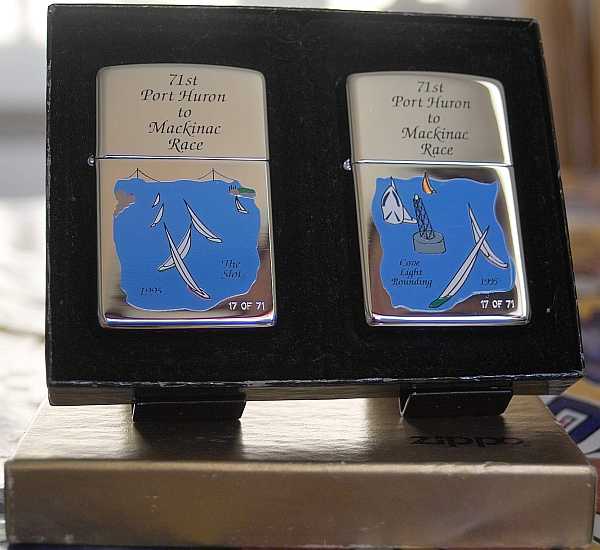 71st
Port Huron
to
Mackinac
Race
The
Slot
1995
17 OF 71
71st
Port Huron
to
Mackinac
Race
Cove
Light
Rounding
1995
17 OF 71
zippo